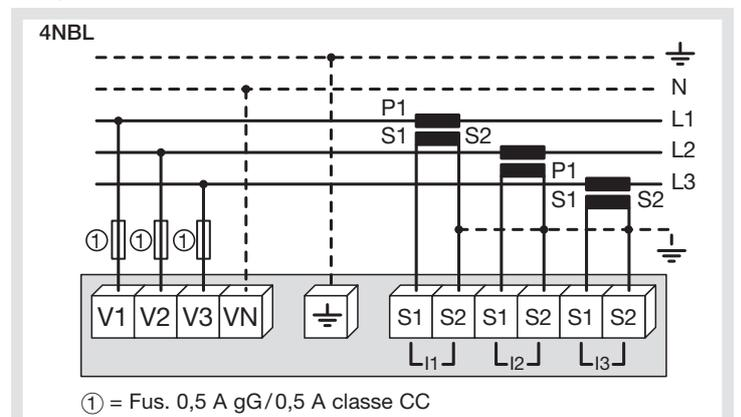 4NBL
N
P1
L1
S1 S2
L2
P1
L3
S1 S2
① ① ①
V1 V2 V3 VN S1 S2 S1 S2 S1 S2
I1 I2 I3
① = Fus. 0,5 A gG/0,5 A classe CC